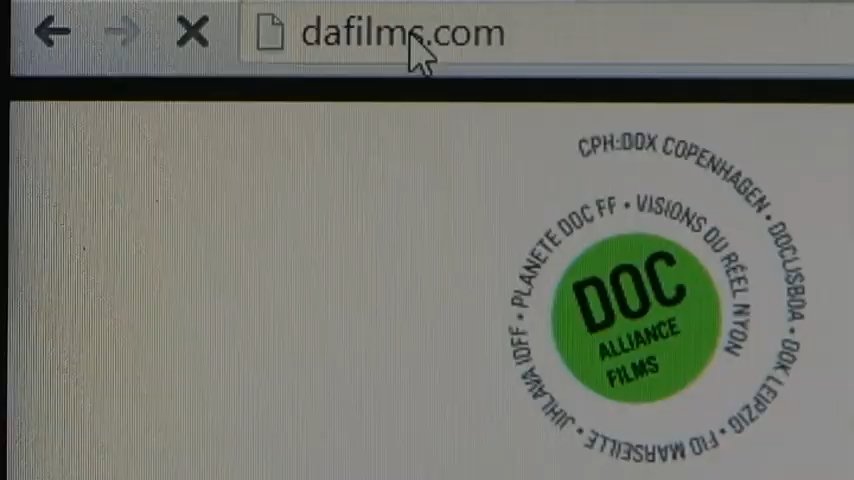 dafilms.com
CPH:DOX COPENHAGEN • DOCLISBOA • DOK LEIPZIG • FID MARSEILLE • JIHLAVA IDFF • PLANETE DOC FF • VISIONS DU RÉEL NYON
DOC
ALLIANCE
FILMS